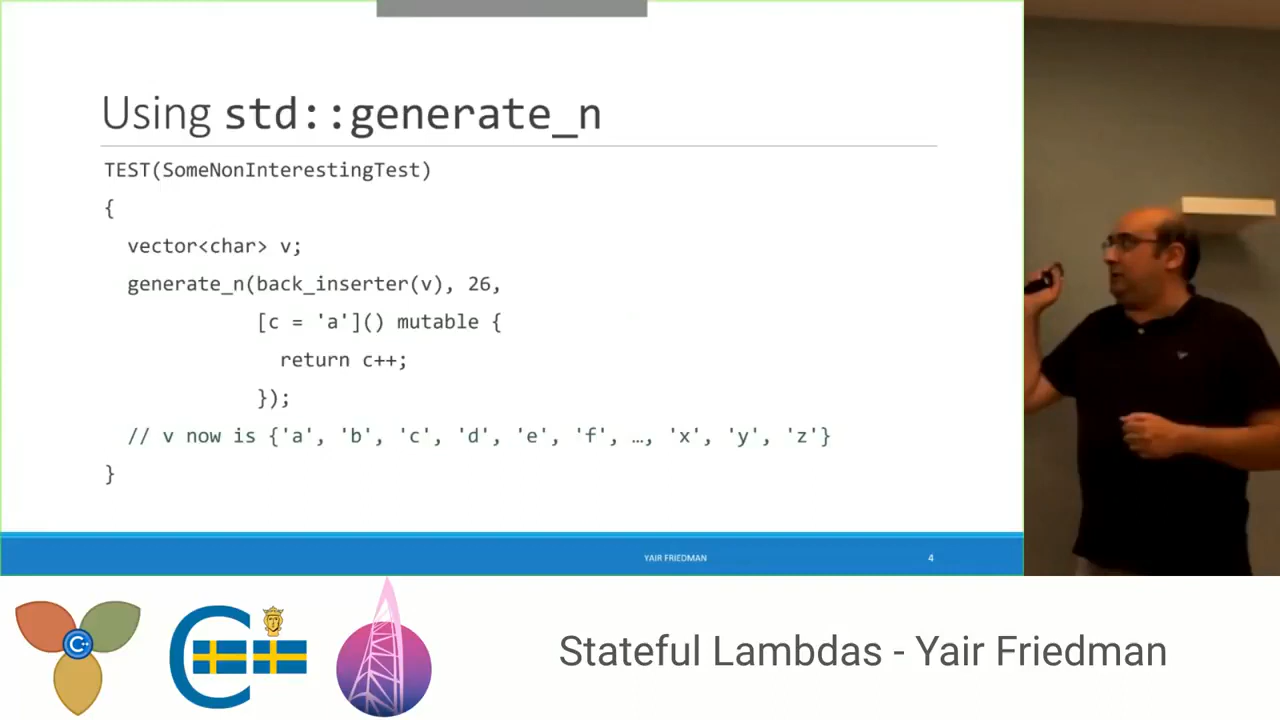 Using std::generate_n
TEST(SomeNonInterestingTest)
{
vector<char> v;
generate_n(back_inserter(v), 26,
[c = 'a']() mutable {
return c++;
});
// v now is {'a', 'b', 'c', 'd', 'e', 'f', …, 'x', 'y', 'z'}
}
YAIR FRIEDMAN
4
C++
C++
Stateful Lambdas - Yair Friedman